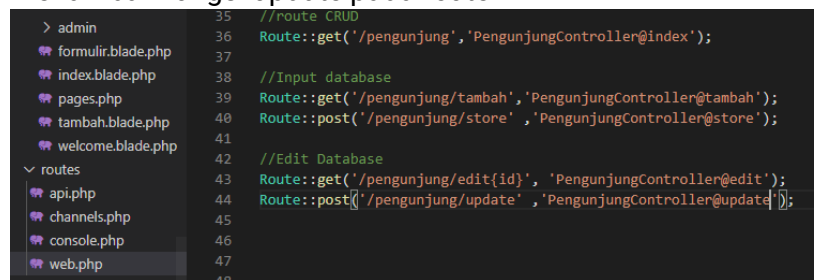 > admin
formulir.blade.php
index.blade.php
pages.php
tambah.blade.php
welcome.blade.php
routes
api.php
channels.php
console.php
web.php
35 //route CRUD
36 Route::get('/pengunjung','PengunjungController@index');
37
38 //Input database
39 Route::get('/pengunjung/tambah','PengunjungController@tambah');
40 Route::post('/pengunjung/store' ,'PengunjungController@store');
41
42 //Edit Database
43 Route::get('/pengunjung/edit{id}', 'PengunjungController@edit');
44 Route::post('/pengunjung/update' ,'PengunjungController@update');
45
46
47